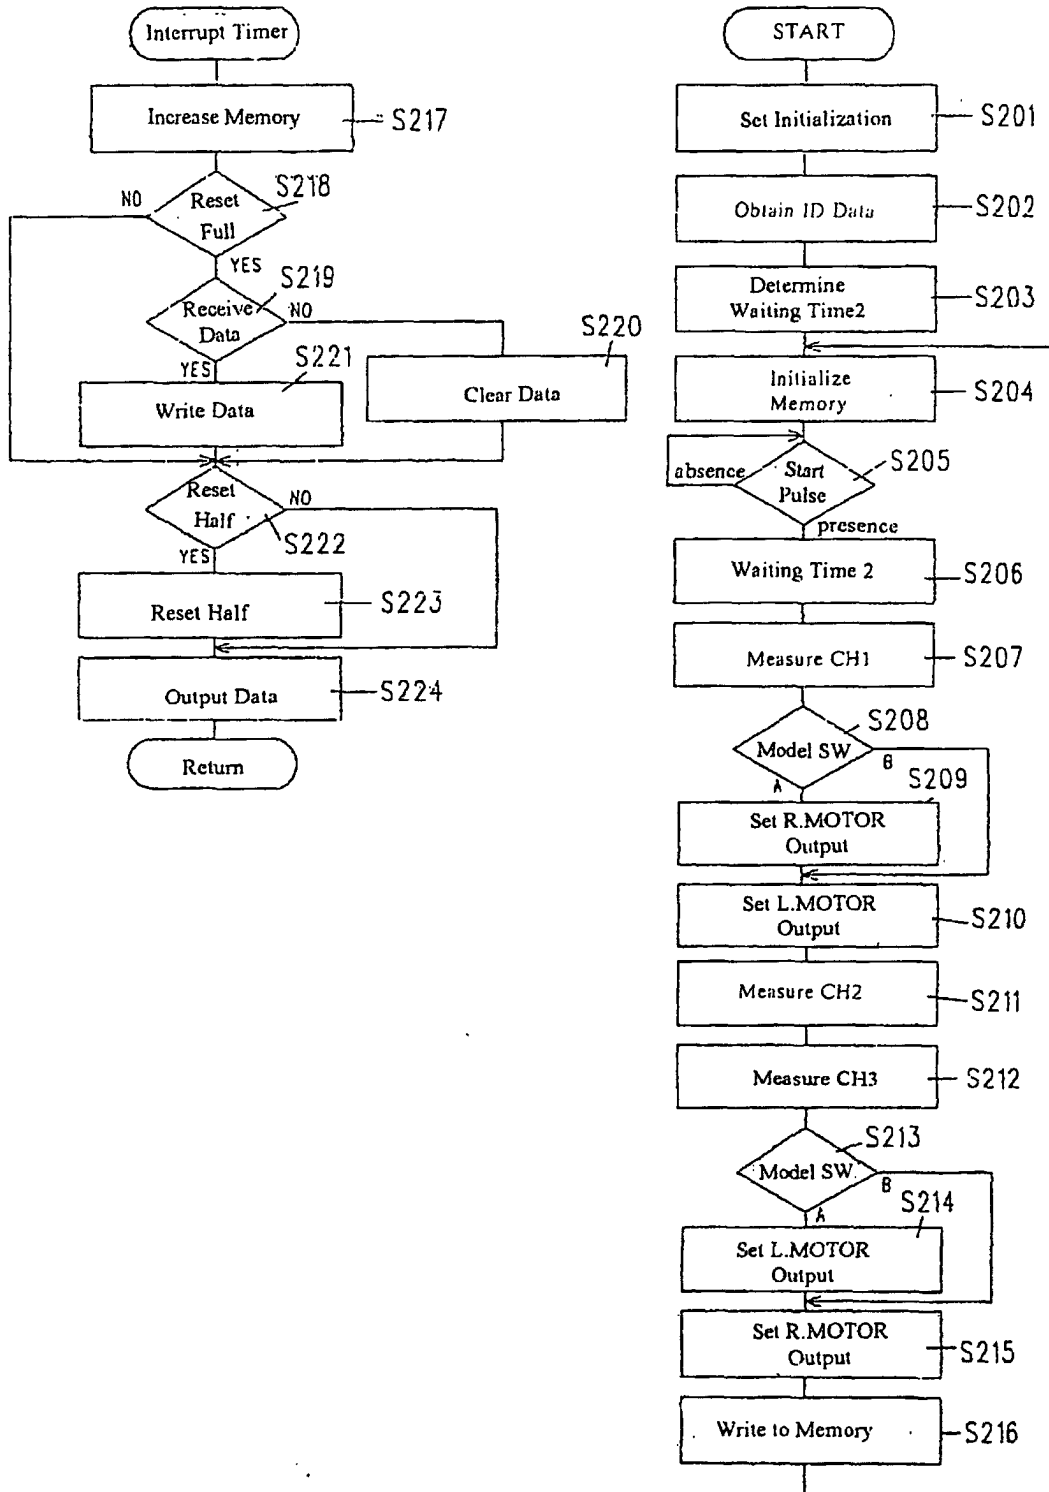 Interrupt Timer
Increase Memory
S217
S218
NO
Reset
Full
YES
S219
Receive
Data
NO
S220
YES
S221
Write Data
Clear Data
Reset
Half
NO
S222
YES
Reset Half
S223
Output Data
S224
Return
START
Set Initialization
S201
Obtain ID Data
S202
Determine
Waiting Time2
S203
Initialize
Memory
S204
absence
Start
Pulse
S205
presence
Waiting Time 2
S206
Measure CH1
S207
S208
Model SW
B
A
S209
Set R.MOTOR
Output
Set L.MOTOR
Output
S210
Measure CH2
S211
Measure CH3
S212
S213
Model SW
B
A
S214
Set L.MOTOR
Output
Set R.MOTOR
Output
S215
Write to Memory
S216